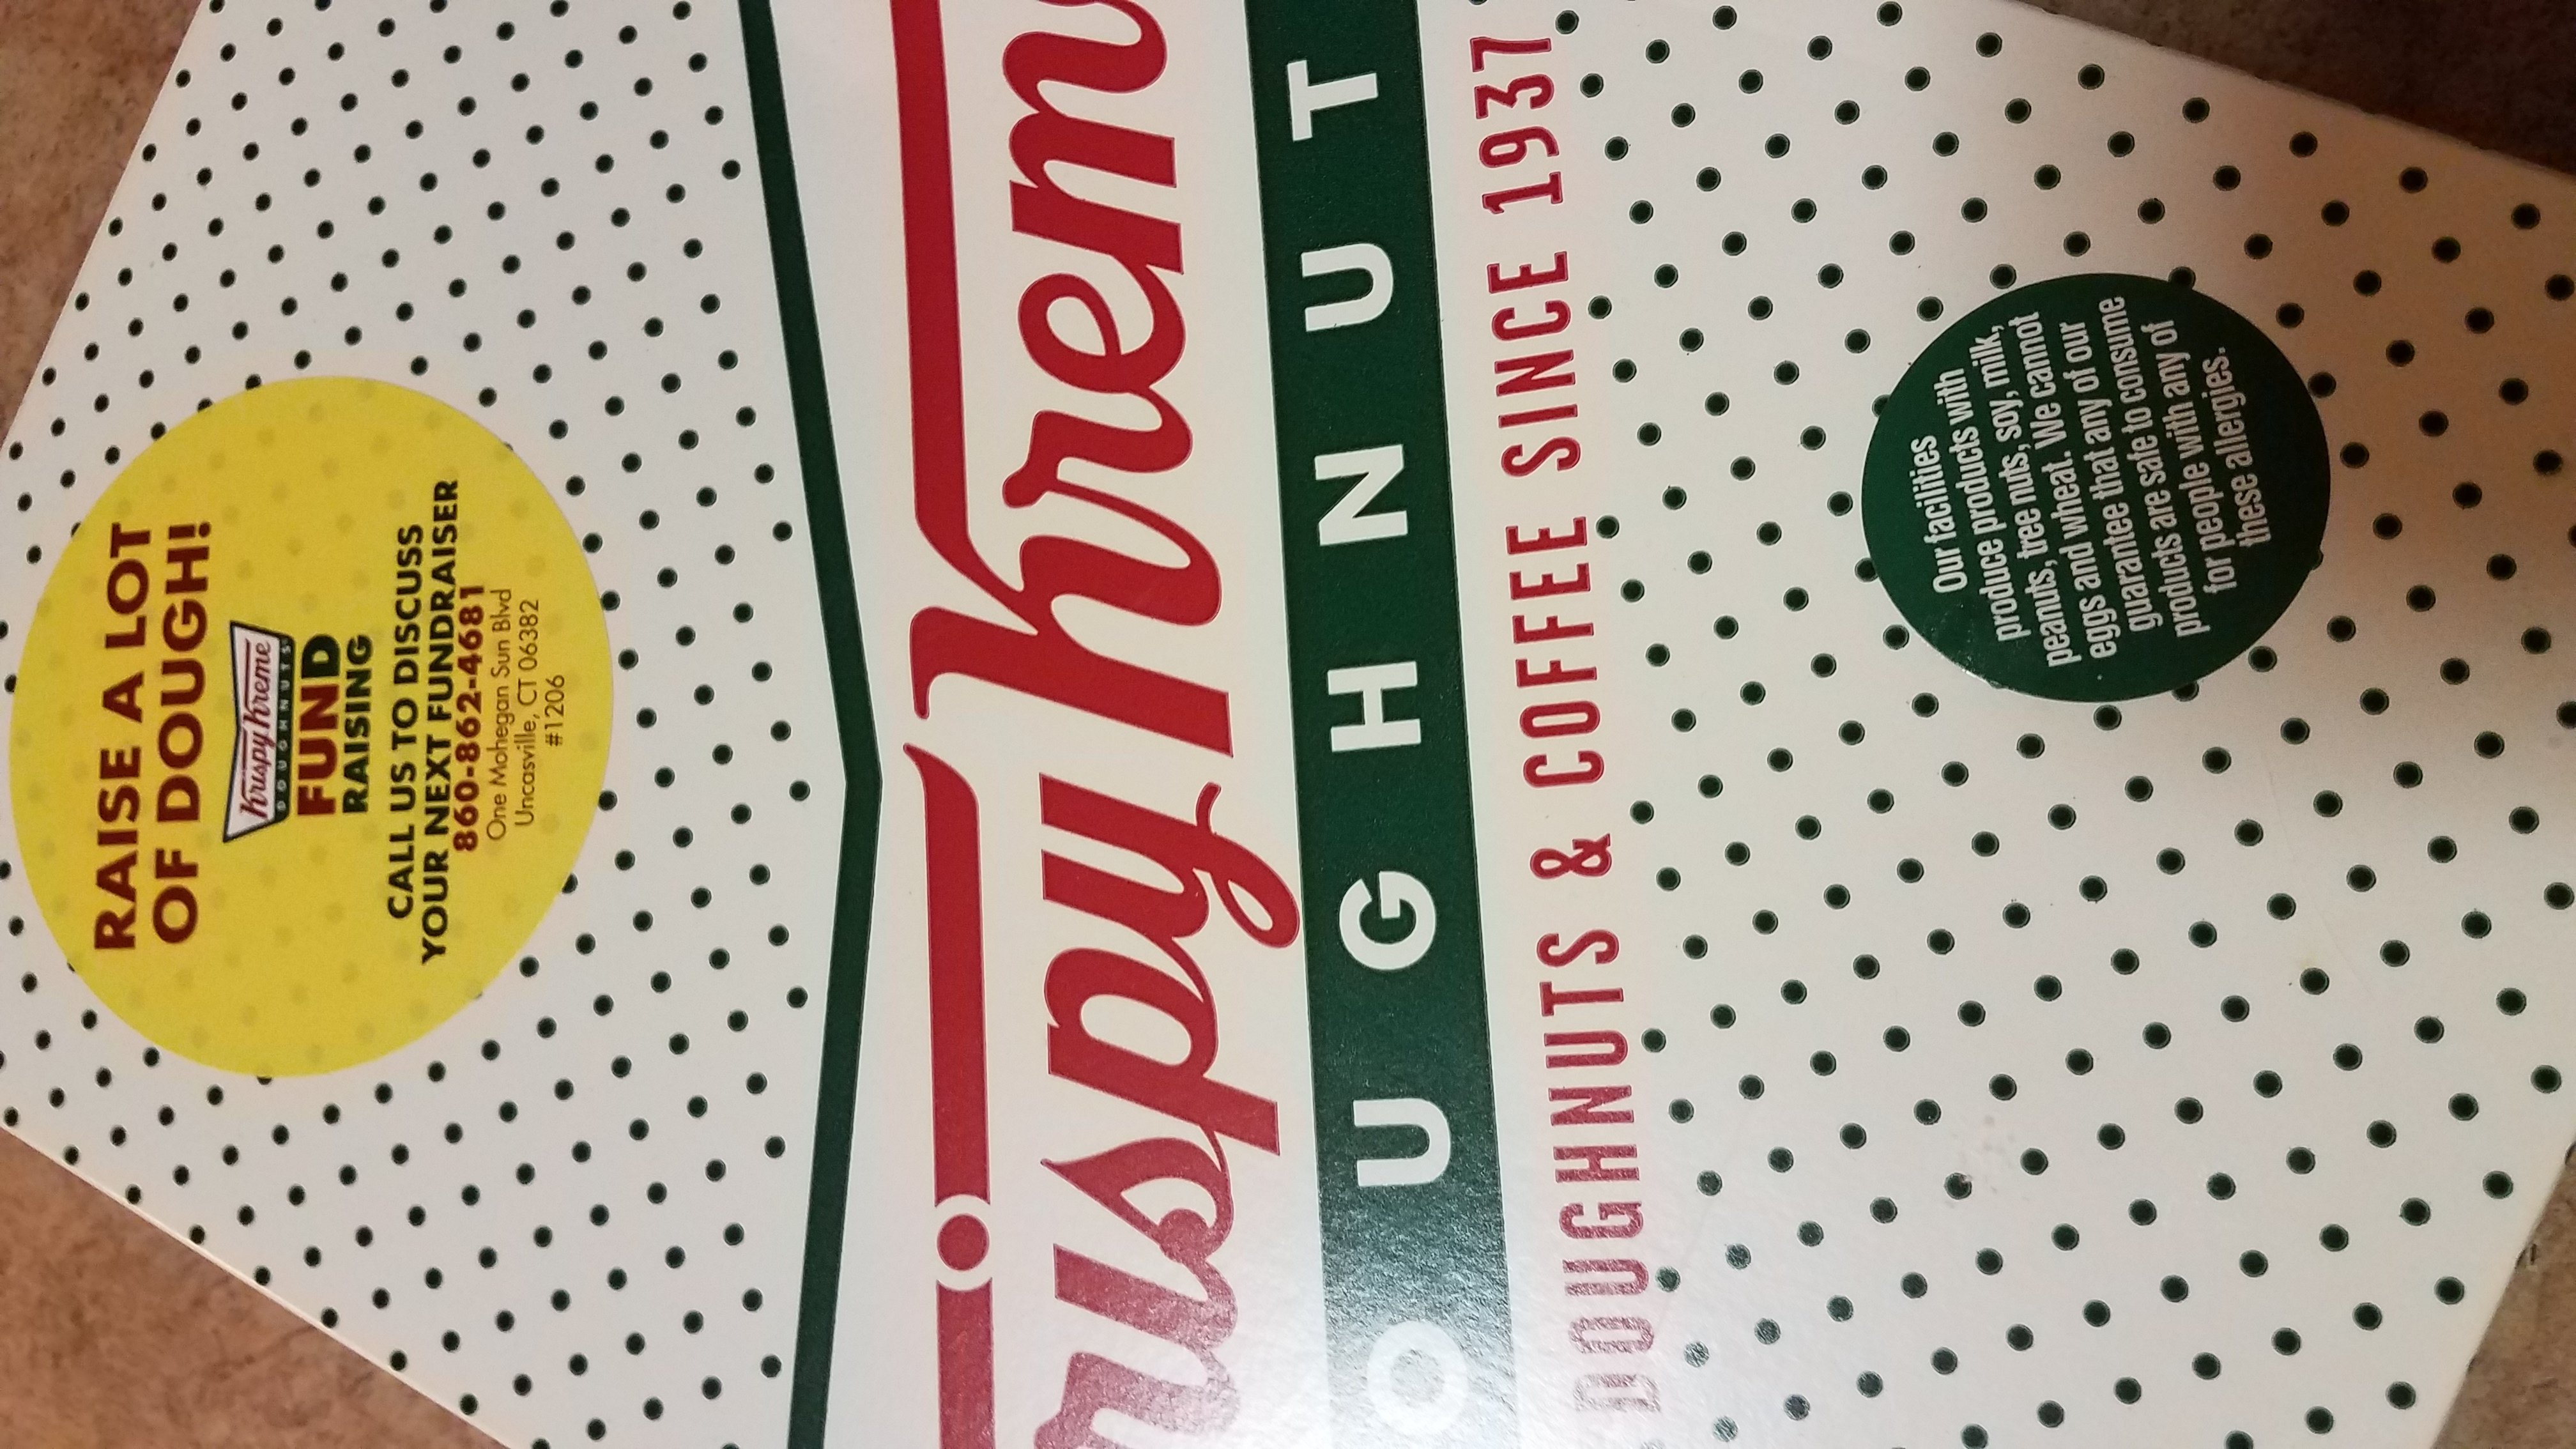 RAISE A LOT
OF DOUGH!
Krispy Kreme
DOUGHNUTS
FUND
RAISING
CALL US TO DISCUSS
YOUR NEXT FUNDRAISER
860-862-4681
One Mohegan Sun Blvd
Uncasville, CT 06382
#1206
rispy Krem
OUGHNUT
DOUGHNUTS & COFFEE SINCE 1937
Our facilities
produce products with
peanuts, tree nuts, soy, milk,
eggs and wheat. We cannot
guarantee that any of our
products are safe to consume
for people with any of
these allergies.